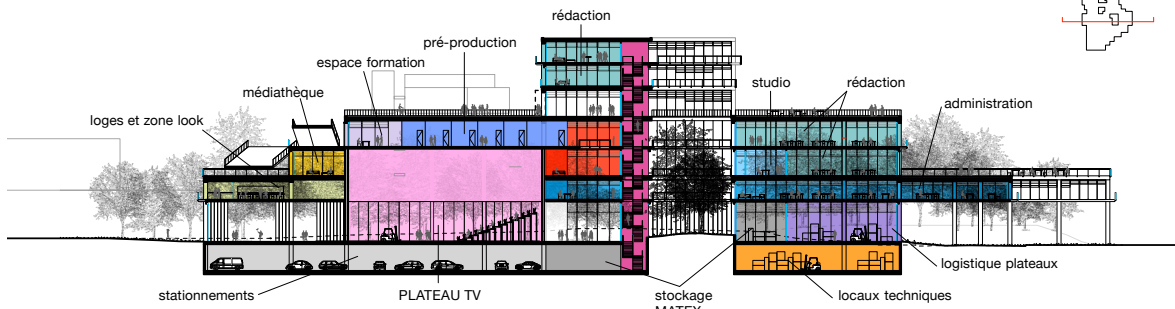 rédaction
pré-production
espace formation
studio
rédaction
médiathèque
administration
loges et zone look
logistique plateaux
stationnements
PLATEAU TV
stockage
MATEX
locaux techniques